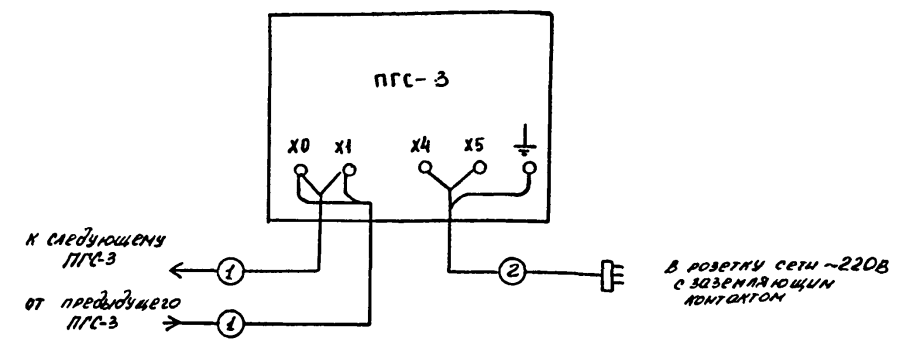 ПГС-3
Х0 Х1 Х4 Х5
К следующему
ПГС-3
1
2
В розетку сети ~220В
с заземляющим
контактом
от предыдущего
ПГС-3
1